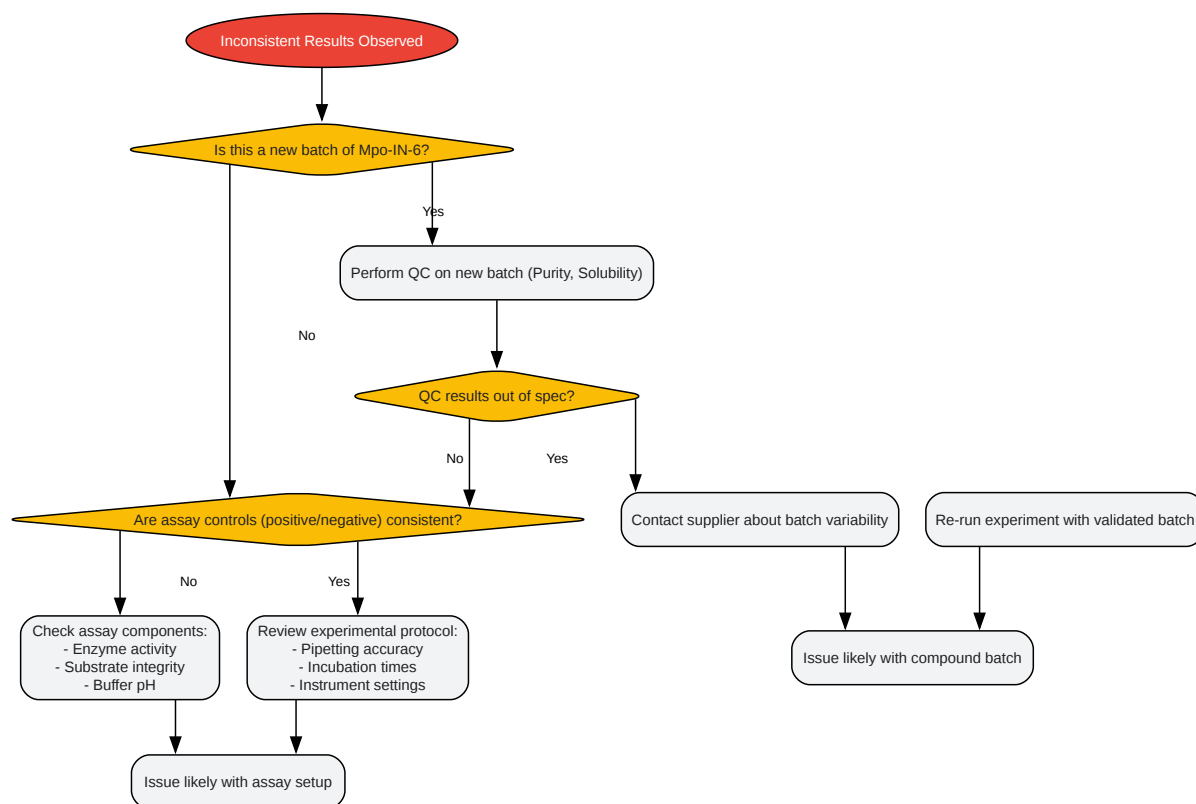 Inconsistent Results Observed
Is this a new batch of Mpo-IN-6?
Yes
Perform QC on new batch (Purity, Solubility)
No
QC results out of spec?
No
Yes
Are assay controls (positive/negative) consistent?
Contact supplier about batch variability
Re-run experiment with validated batch
No
Yes
Check assay components:
- Enzyme activity
- Substrate integrity
- Buffer pH
Review experimental protocol:
- Pipetting accuracy
- Incubation times
- Instrument settings
Issue likely with compound batch
Issue likely with assay setup